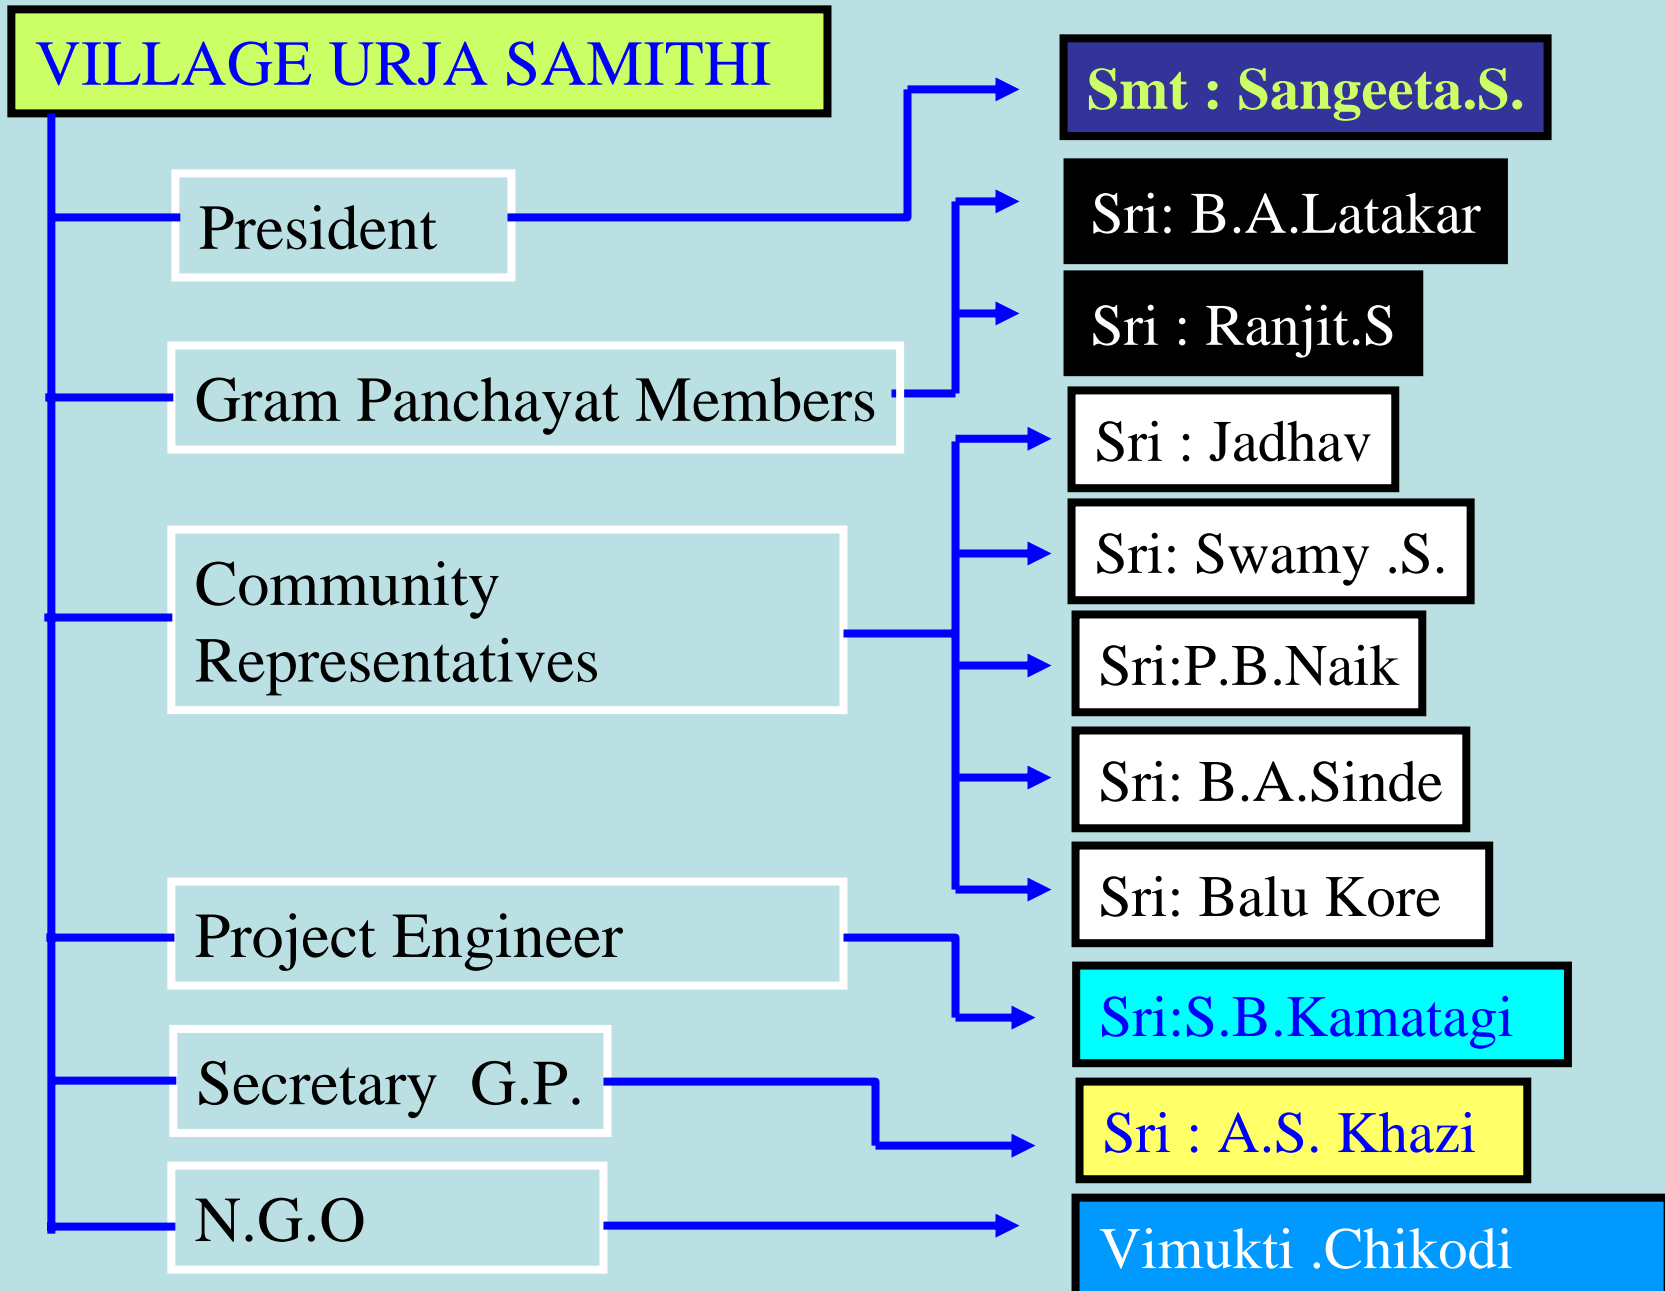 VILLAGE URJA SAMITHI
President
Gram Panchayat Members
Community
Representatives
Project Engineer
Secretary  G.P.
N.G.O
Smt : Sangeeta.S.
Sri: B.A.Latakar
Sri : Ranjit.S
Sri : Jadhav
Sri: Swamy .S.
Sri:P.B.Naik
Sri: B.A.Sinde
Sri: Balu Kore
Sri:S.B.Kamatagi
Sri : A.S. Khazi
Vimukti .Chikodi